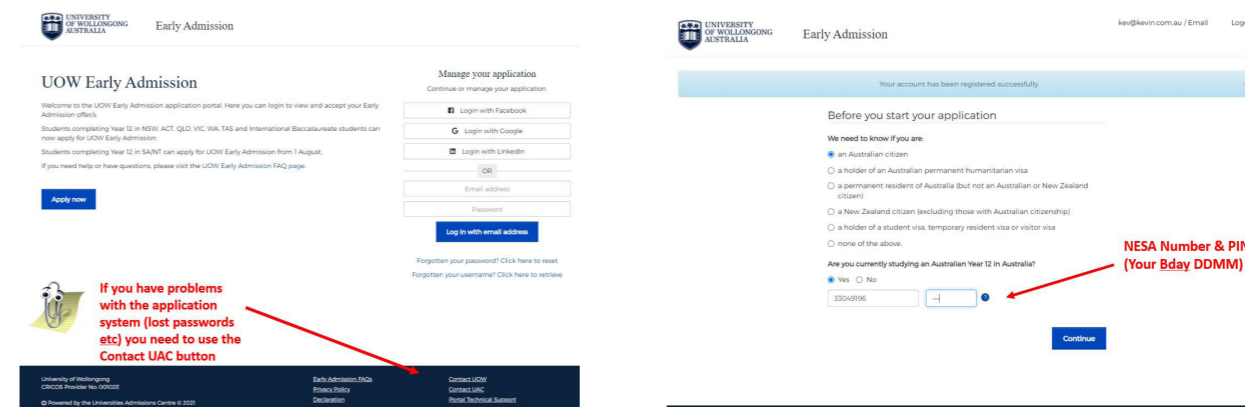 UNIVERSITY
OF WOLLONGONG
AUSTRALIA
Early Admission
UOW Early Admission
Welcome to the UOW Early Admission application portal. Here you can login to view and accept your Early
Admission offer/s.
Students completing Year 12 in NSW, ACT, QLD, VIC, WA, TAS and International Baccalaureate students can
now apply for UOW Early Admission.
Students completing Year 12 in SA/NT can apply for UOW Early Admission from 1 August.
If you need help or have questions, please visit the UOW Early Admission FAQ page
Apply now
Manage your application
Continue or manage your application.
Login with Facebook
G Login with Google
Login with LinkedIn
OR
Email address
Password
Log in with email address
Forgotten your password? Click here to reset
Forgotten your username? Click here to retrieve
If you have problems
with the application
system (lost passwords
etc) you need to use the
Contact UAC button
University of Wollongong
CRICOS Provider No: 00102E
© Powered by the Universities Admissions Centre © 2021
Early Admission FAQs
Privacy Policy
Declaration
Contact UOW
Contact UAC
Portal Technical Support
UNIVERSITY
OF WOLLONGONG
AUSTRALIA
Early Admission
kev@kevin.com.au / Email Log
Your account has been registered successfully.
Before you start your application
We need to know if you are:
an Australian citizen
a holder of an Australian permanent humanitarian visa
a permanent resident of Australia (but not an Australian or New Zealand
citizen)
a New Zealand citizen (excluding those with Australian citizenship)
a holder of a student visa, temporary resident visa or visitor visa
none of the above.
Are you currently studying an Australian Year 12 in Australia?
Yes No
33049196
?
Continue
NESA Number & PIN
(Your Bday DDMM)